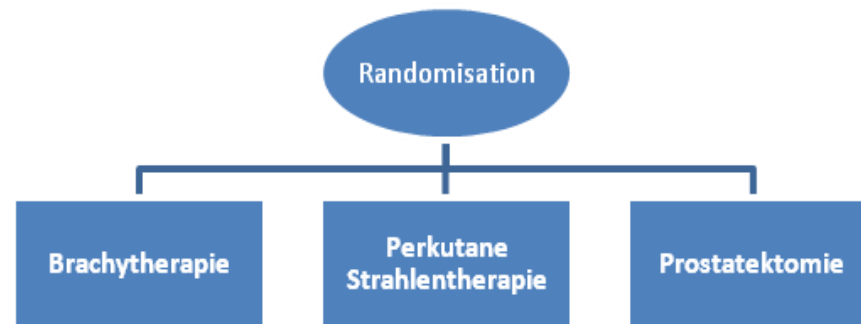 Randomisation
Brachytherapie
Perkutane
Strahlentherapie
Prostatektomie